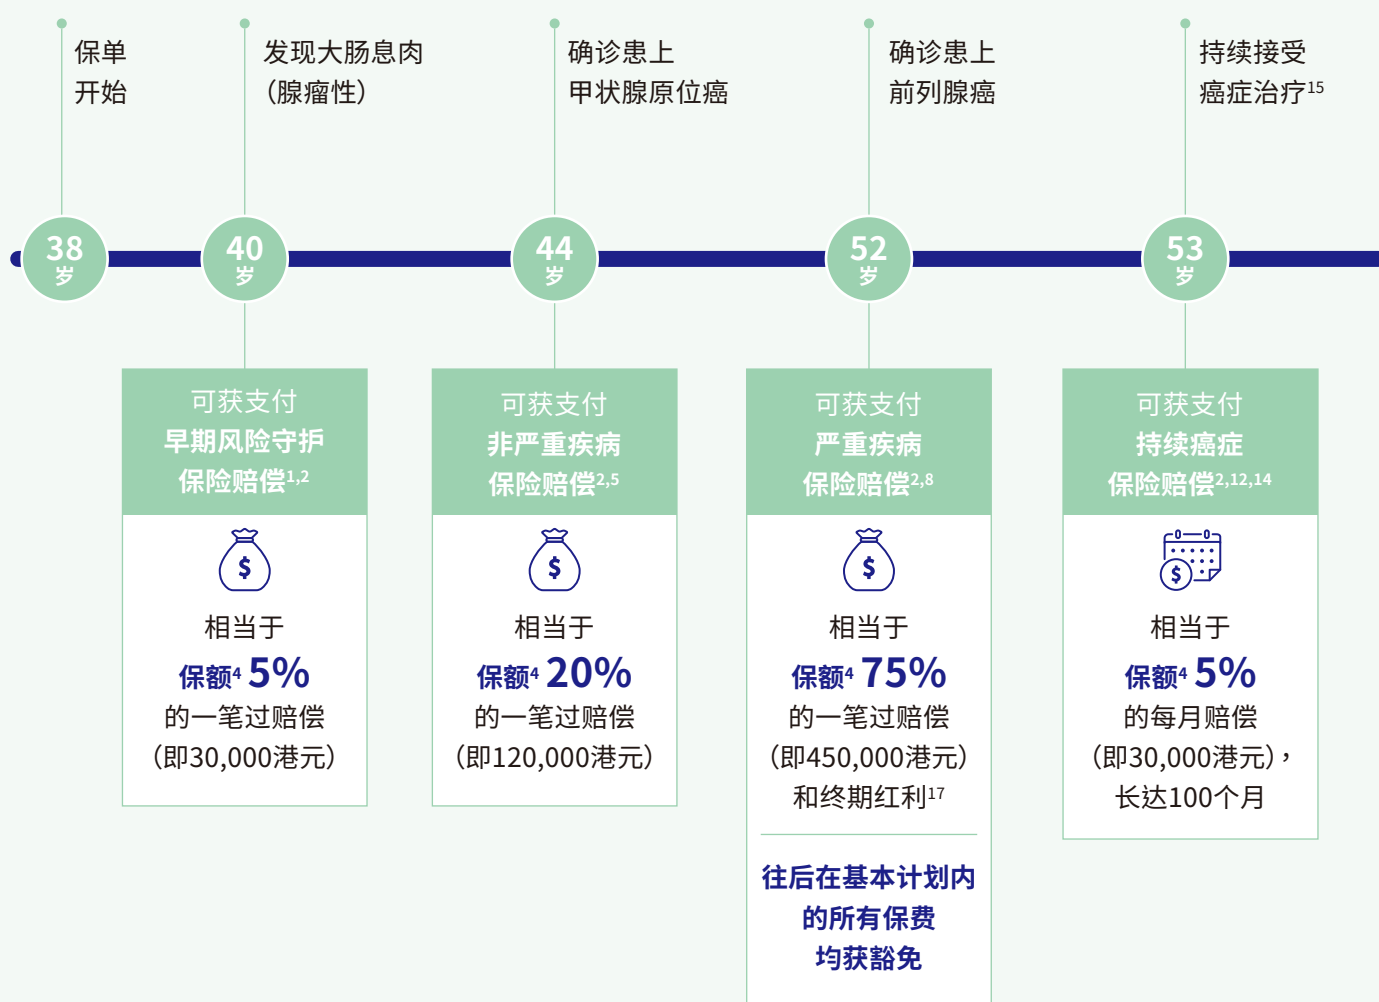 保单
开始
发现大肠息肉
（腺瘤性）
确诊患上
甲状腺原位癌
确诊患上
前列腺癌
持续接受
癌症治疗15
38
岁
40
岁
44
岁
52
岁
53
岁
可获支付
早期风险守护
保险赔偿1,2
$
相当于
保额4 5%
的一笔过赔偿
（即30,000港元）
可获支付
非严重疾病
保险赔偿2,5
$
相当于
保额4 20%
的一笔过赔偿
（即120,000港元）
可获支付
严重疾病
保险赔偿2,8
$
相当于
保额4 75%
的一笔过赔偿
（即450,000港元）
和终期红利17
往后在基本计划内
的所有保费
均获豁免
可获支付
持续癌症
保险赔偿2,12,14
$
相当于
保额4 5%
的每月赔偿
（即30,000港元），
长达100个月